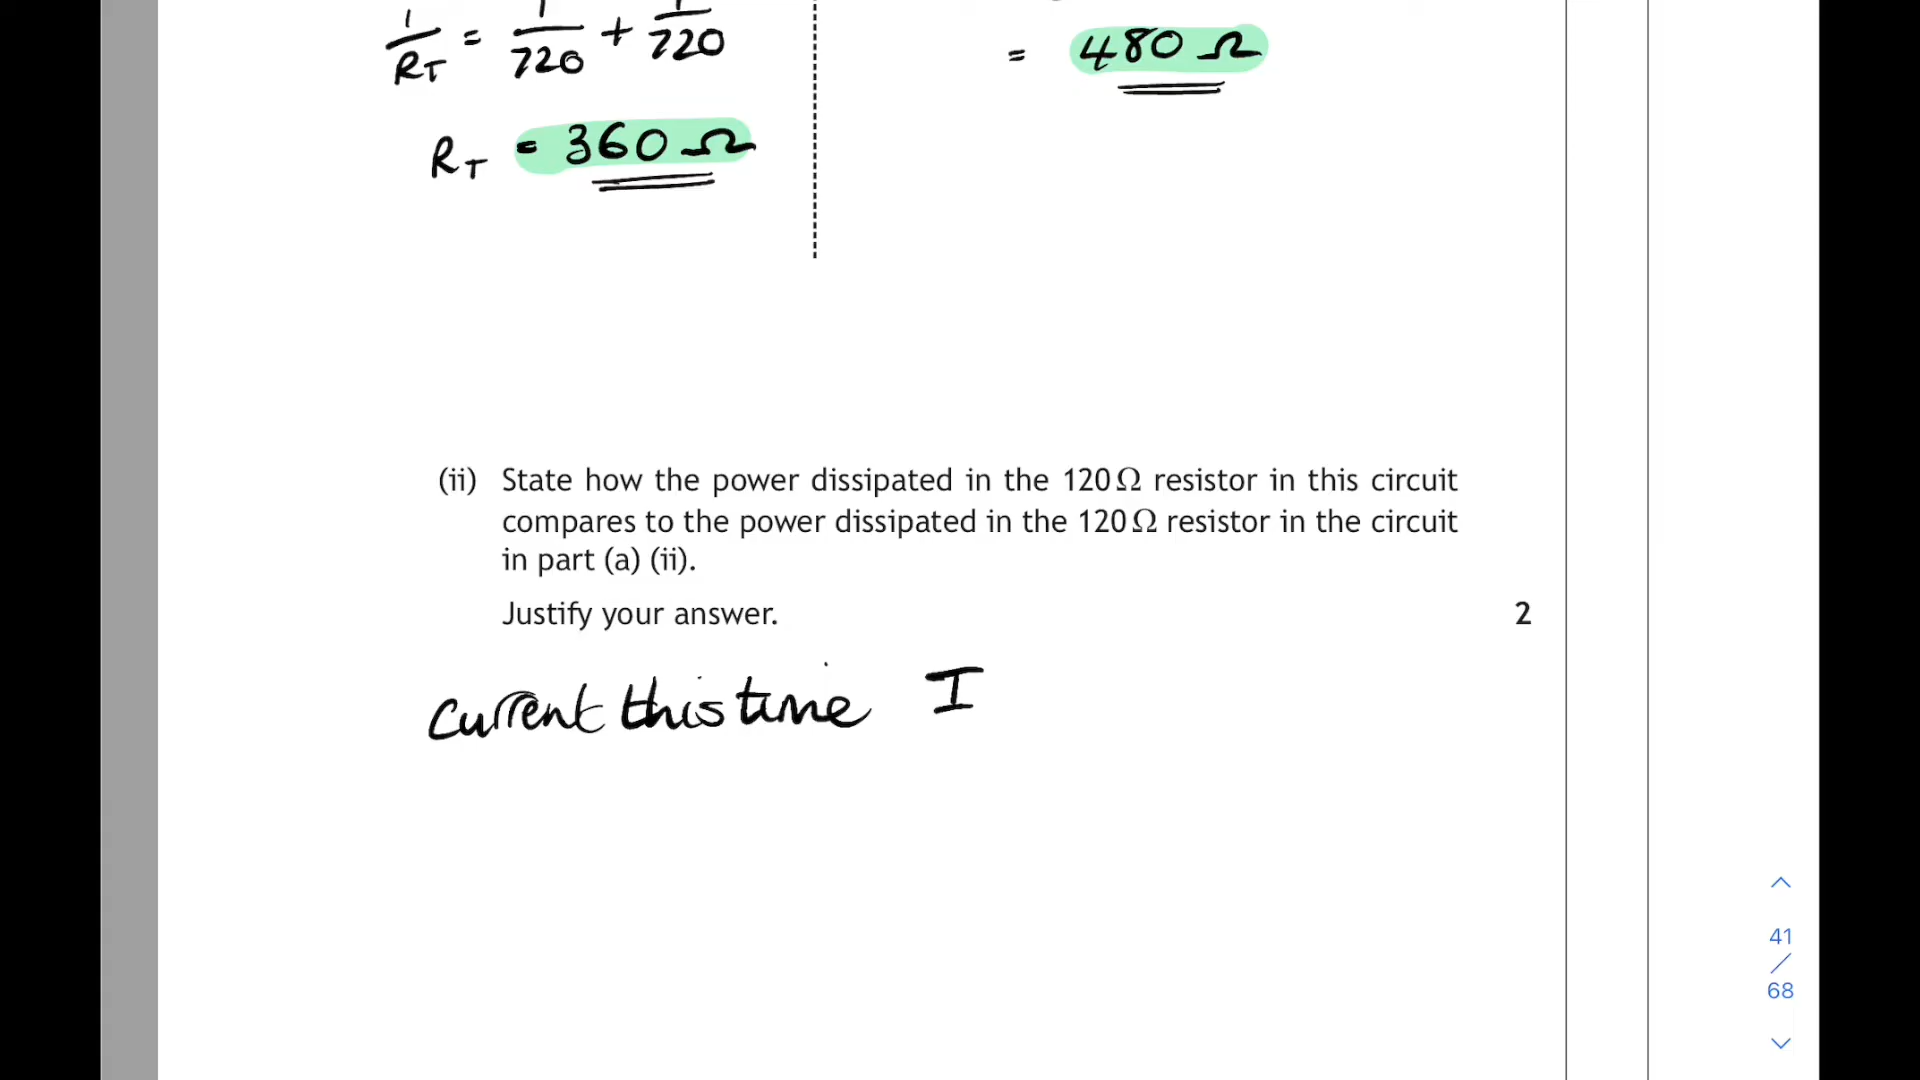 1/RT = 1/720 + 1/720
= 480 Ω
RT = 360 Ω
(ii) State how the power dissipated in the 120 Ω resistor in this circuit
compares to the power dissipated in the 120 Ω resistor in the circuit
in part (a) (ii).
Justify your answer. 2
current this time I
41
/
68